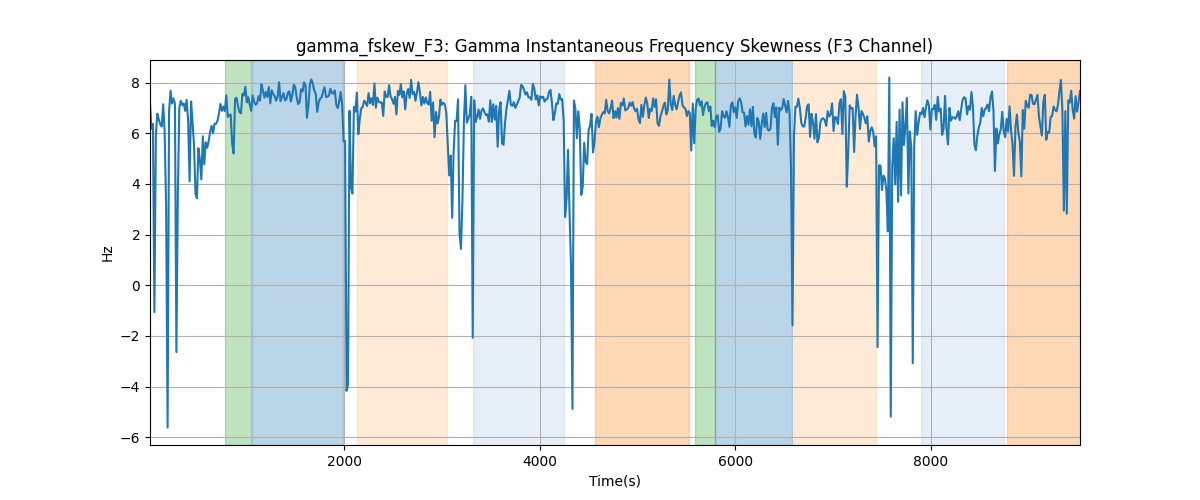 gamma_fskew_F3: Gamma Instantaneous Frequency Skewness (F3 Channel)
8
6
4
2
0
−2
−4
−6
Hz
2000 4000 6000 8000
Time(s)